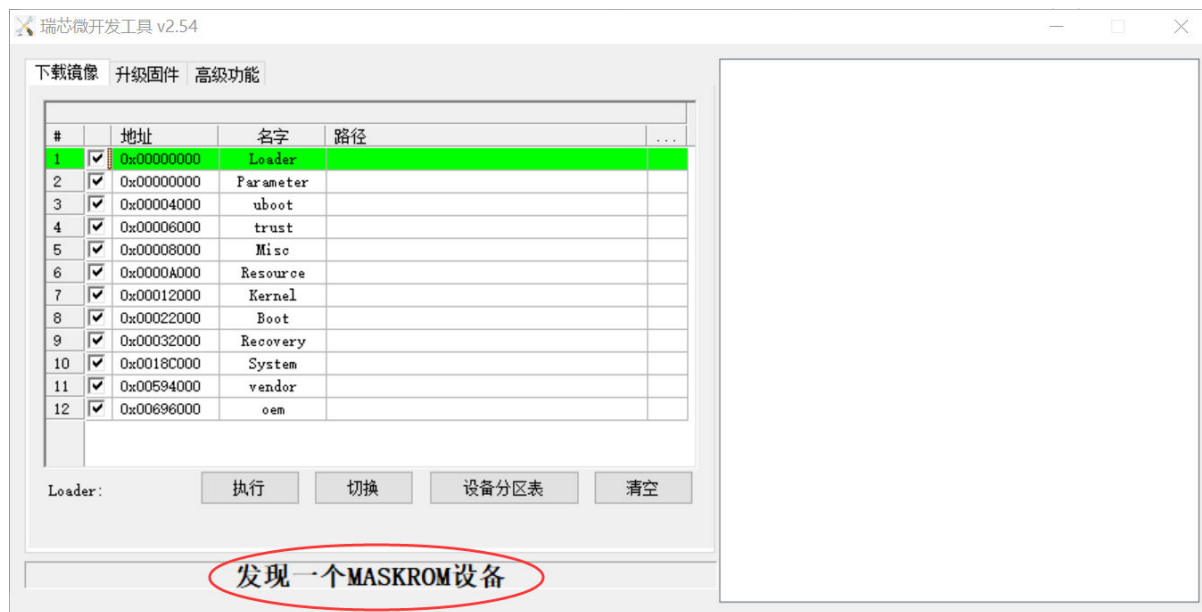 瑞芯微开发工具 v2.54
下载镜像 升级固件 高级功能
# 地址 名字 路径 ...
1 0x00000000 Loader
2 0x00000000 Parameter
3 0x00004000 uboot
4 0x00006000 trust
5 0x00008000 Misc
6 0x0000A000 Resource
7 0x00012000 Kernel
8 0x00022000 Boot
9 0x00032000 Recovery
10 0x0018C000 System
11 0x00594000 vendor
12 0x00696000 oem
Loader: 执行 切换 设备分区表 清空
发现一个MASKROM设备